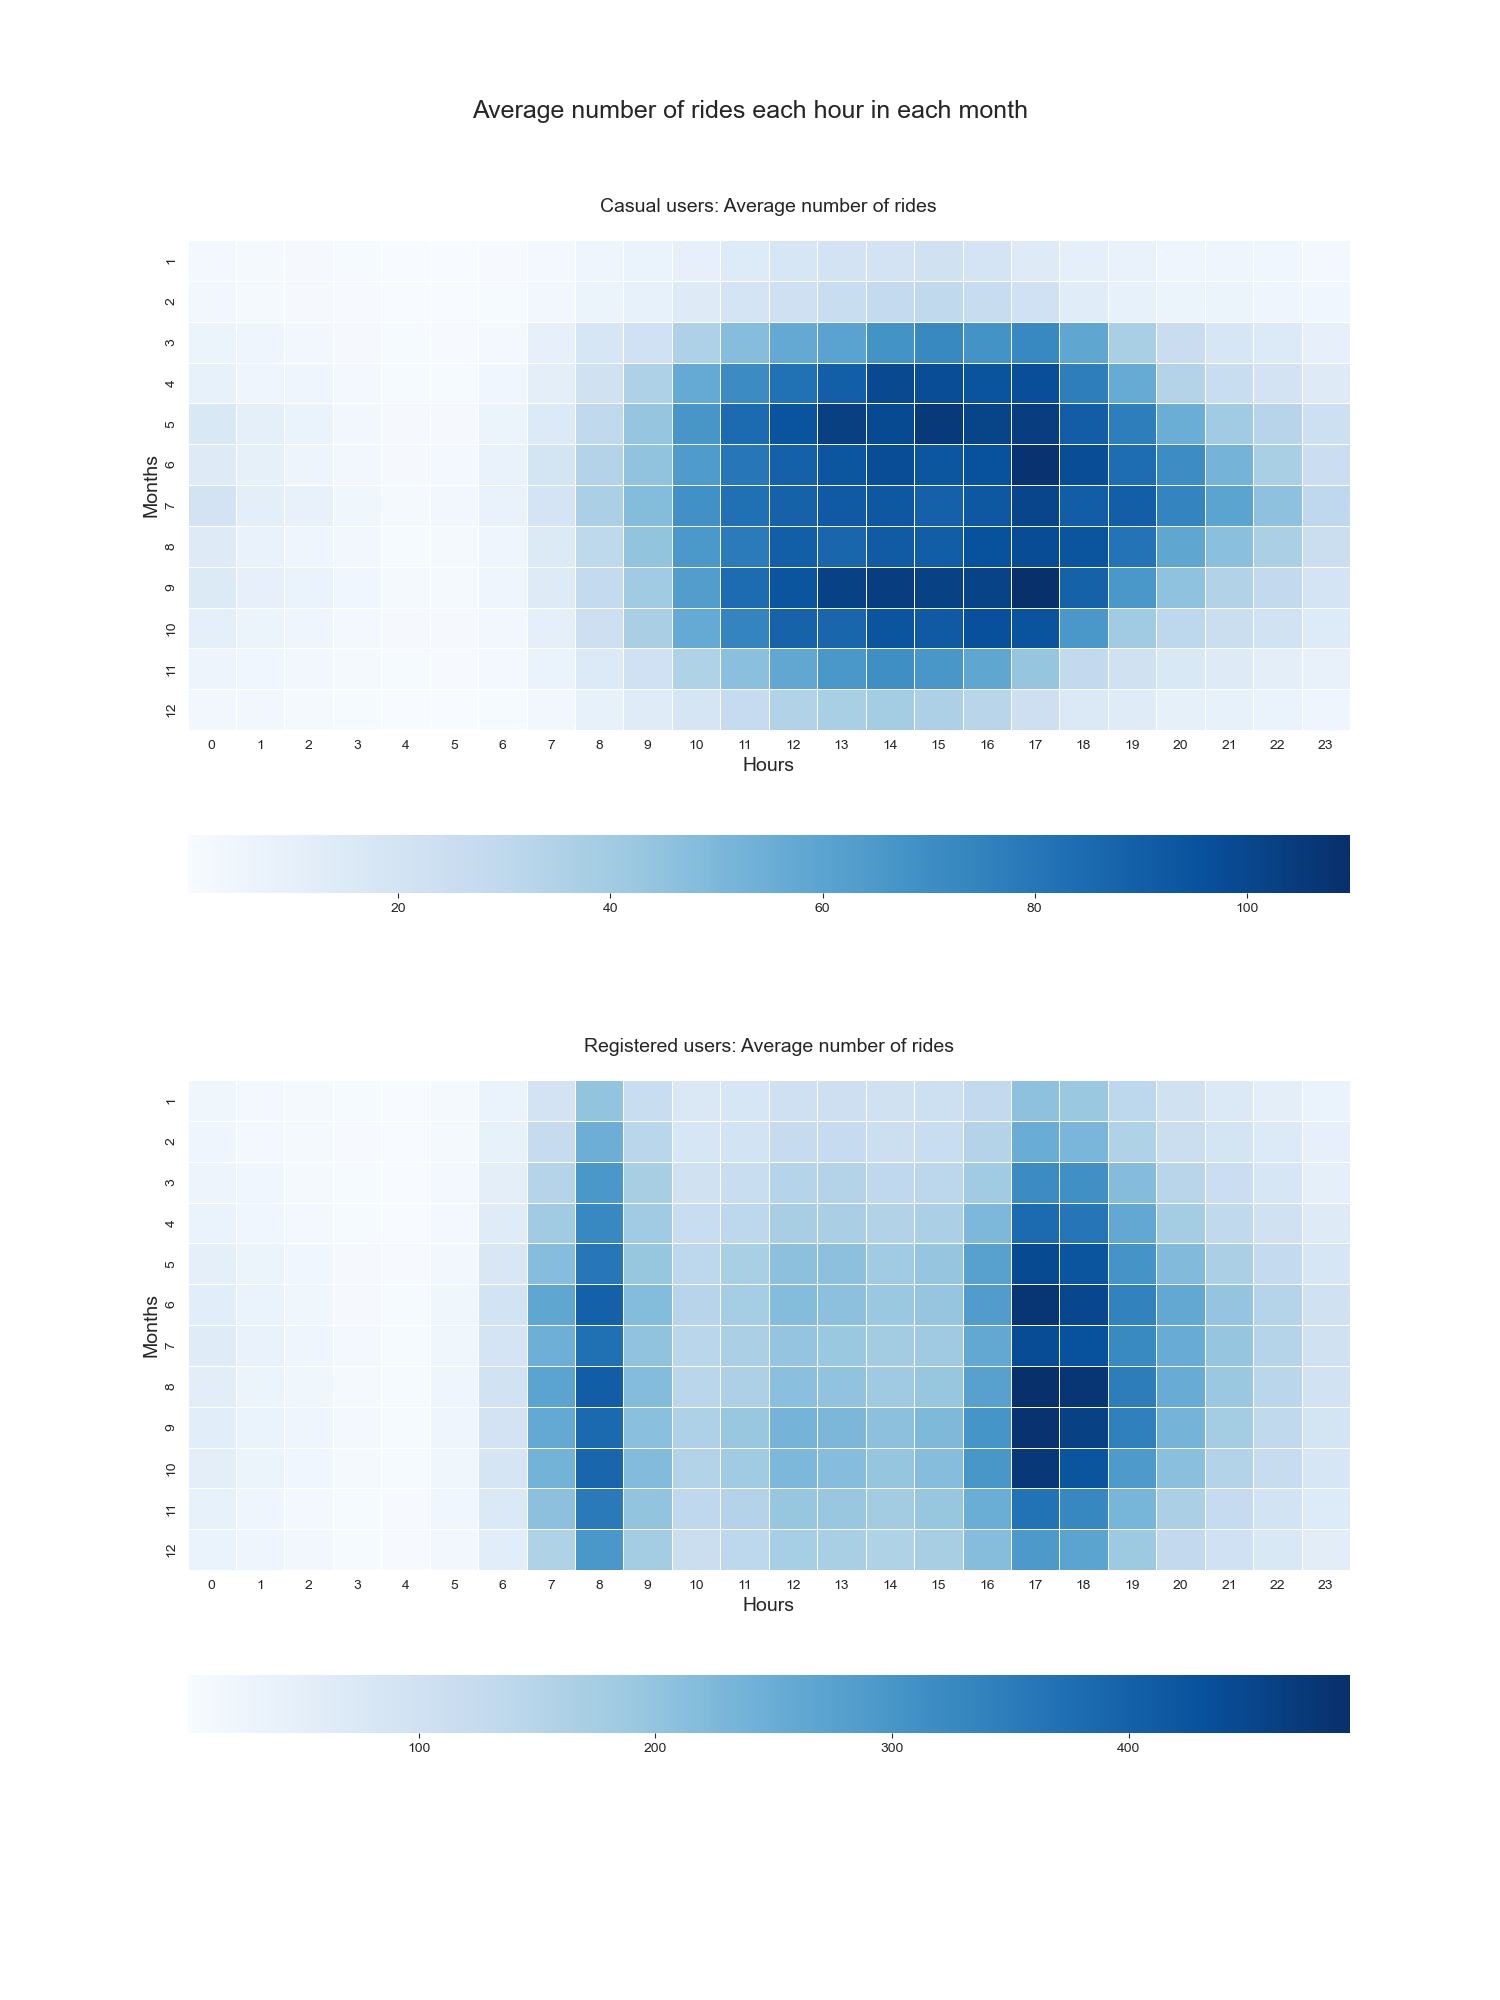 Average number of rides each hour in each month
Casual users: Average number of rides
Months
1
2
3
4
5
6
7
8
9
10
11
12
0 1 2 3 4 5 6 7 8 9 10 11 12 13 14 15 16 17 18 19 20 21 22 23
Hours
20 40 60 80 100
Registered users: Average number of rides
Months
1
2
3
4
5
6
7
8
9
10
11
12
0 1 2 3 4 5 6 7 8 9 10 11 12 13 14 15 16 17 18 19 20 21 22 23
Hours
100 200 300 400